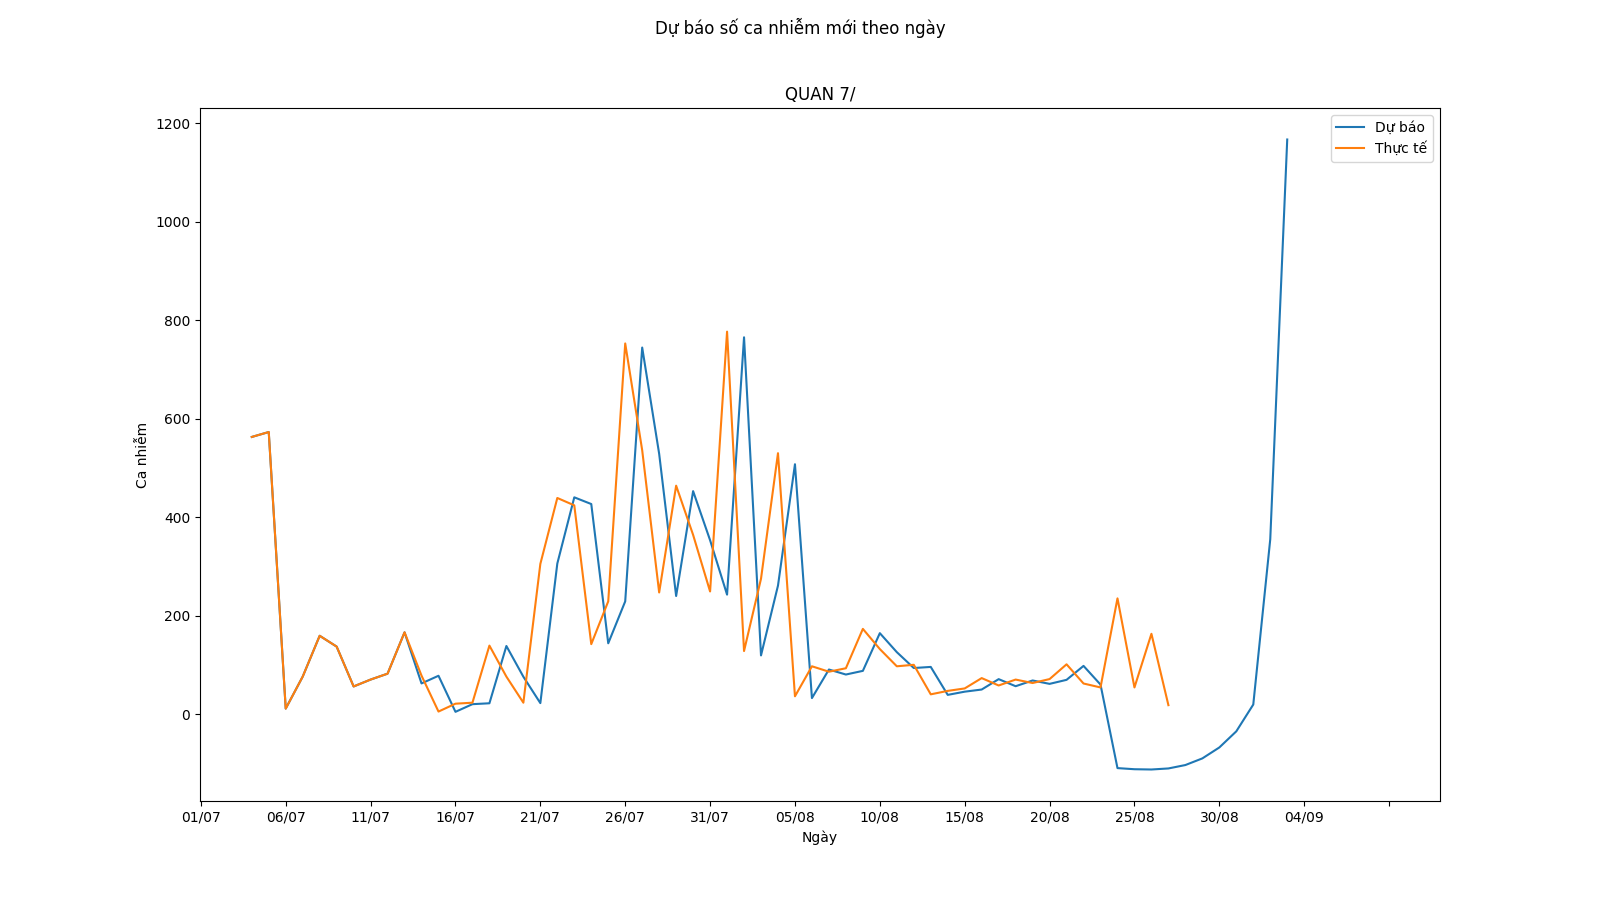 Dự báo số ca nhiễm mới theo ngày
QUAN 7/
Dự báo
Thực tế
Ca nhiễm
1200
1000
800
600
400
200
0
01/07 06/07 11/07 16/07 21/07 26/07 31/07 05/08 10/08 15/08 20/08 25/08 30/08 04/09
Ngày